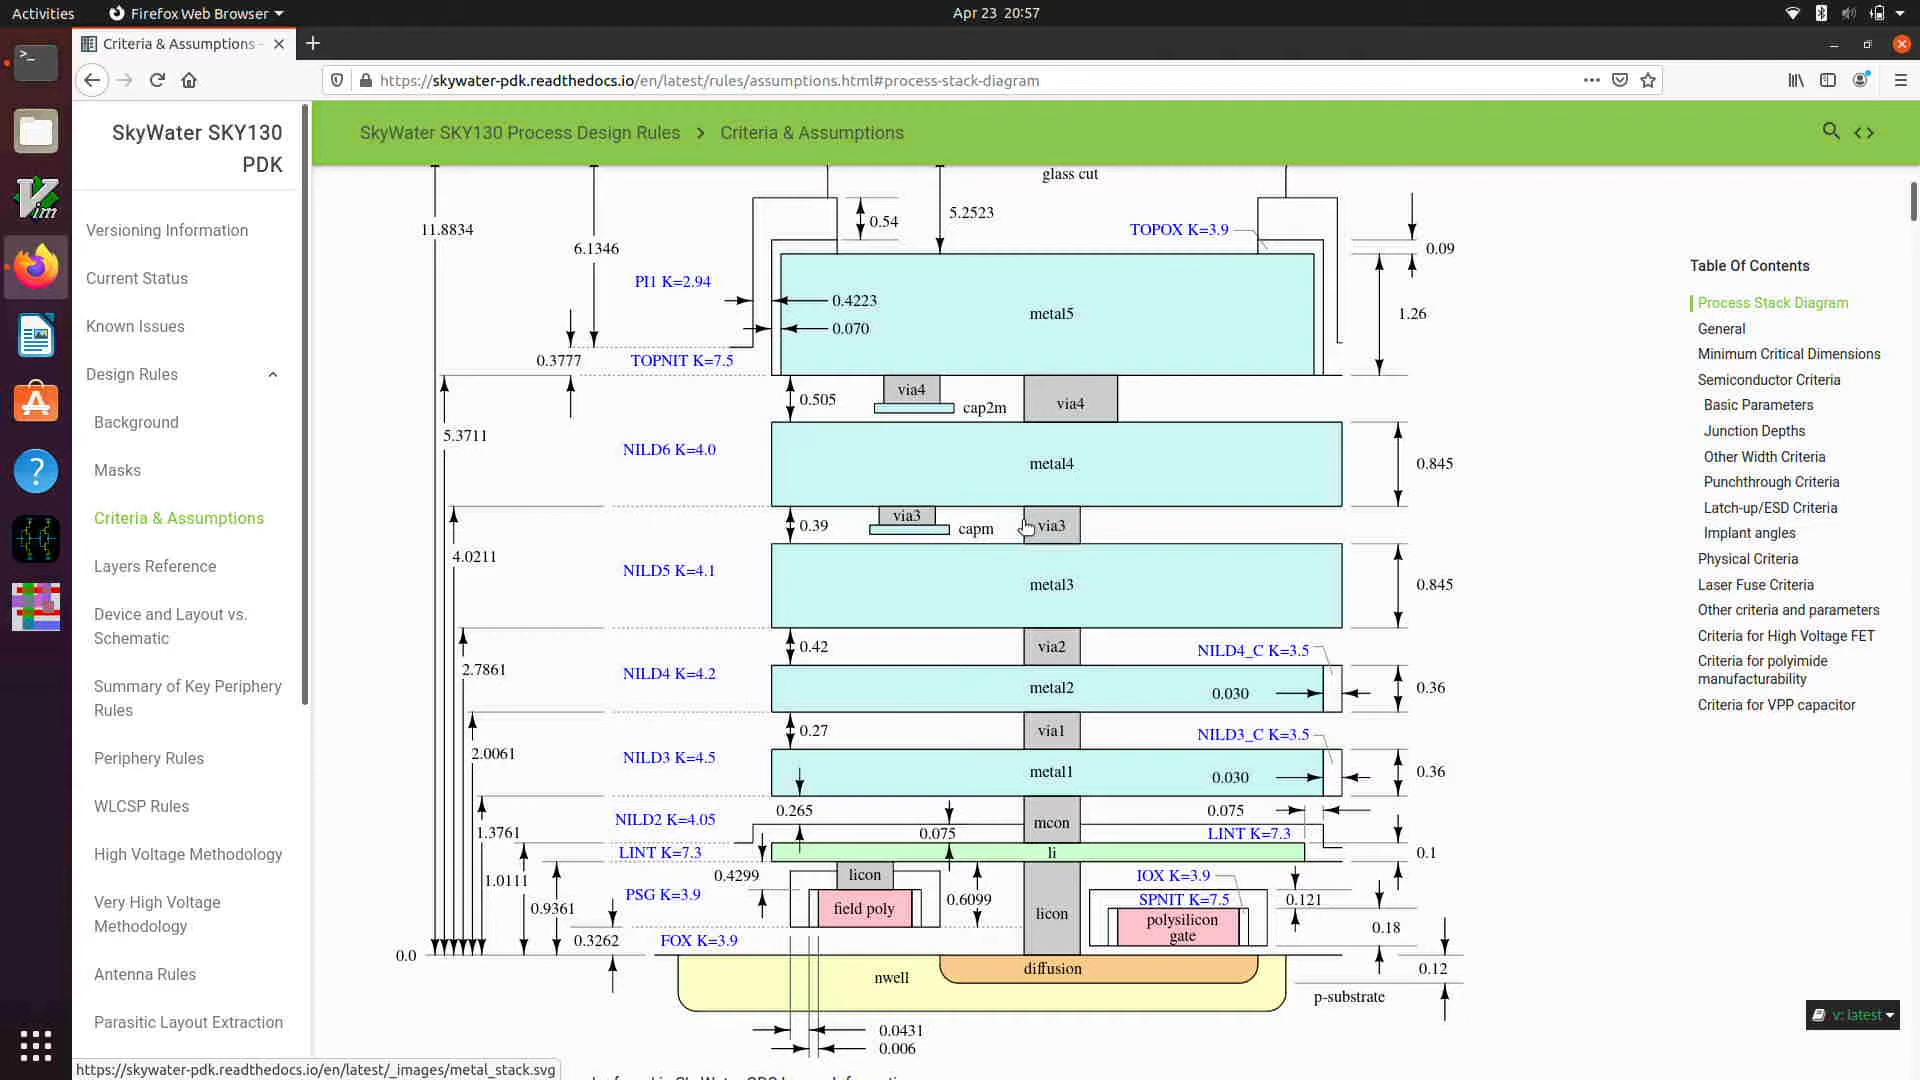 Activities
Firefox Web Browser
Apr 23 20:57
Criteria & Assumptions -
https://skywater-pdk.readthedocs.io/en/latest/rules/assumptions.html#process-stack-diagram
SkyWater SKY130
PDK
SkyWater SKY130 Process Design Rules
Criteria & Assumptions
Versioning Information
Current Status
Known Issues
Design Rules
Background
Masks
Criteria & Assumptions
Layers Reference
Device and Layout vs.
Schematic
Summary of Key Periphery
Rules
Periphery Rules
WLCSP Rules
High Voltage Methodology
Very High Voltage
Methodology
Antenna Rules
Parasitic Layout Extraction
glass cut
11.8834
6.1346
0.54
5.2523
TOPOX K=3.9
0.09
PI1 K=2.94
0.4223
0.070
metal5
1.26
0.3777
TOPNIT K=7.5
0.505
via4
cap2m
via4
5.3711
NILD6 K=4.0
metal4
0.845
0.39
via3
capm
via3
4.0211
NILD5 K=4.1
metal3
0.845
0.42
via2
NILD4_C K=3.5
2.7861
NILD4 K=4.2
metal2
0.030
0.36
0.27
via1
NILD3_C K=3.5
2.0061
NILD3 K=4.5
metal1
0.030
0.36
0.265
0.075
NILD2 K=4.05
mcon
1.3761
0.075
LINT K=7.3
LINT K=7.3
li
0.1
1.0111
0.4299
licon
IOX K=3.9
PSG K=3.9
0.6099
SPNIT K=7.5
0.121
0.9361
field poly
licon
polysilicon
gate
0.18
0.3262
FOX K=3.9
0.0
nwell
diffusion
0.12
p-substrate
0.0431
0.006
Table Of Contents
Process Stack Diagram
General
Minimum Critical Dimensions
Semiconductor Criteria
Basic Parameters
Junction Depths
Other Width Criteria
Punchthrough Criteria
Latch-up/ESD Criteria
Implant angles
Physical Criteria
Laser Fuse Criteria
Other criteria and parameters
Criteria for High Voltage FET
Criteria for polyimide
manufacturability
Criteria for VPP capacitor
v: latest
https://skywater-pdk.readthedocs.io/en/latest/_images/metal_stack.svg